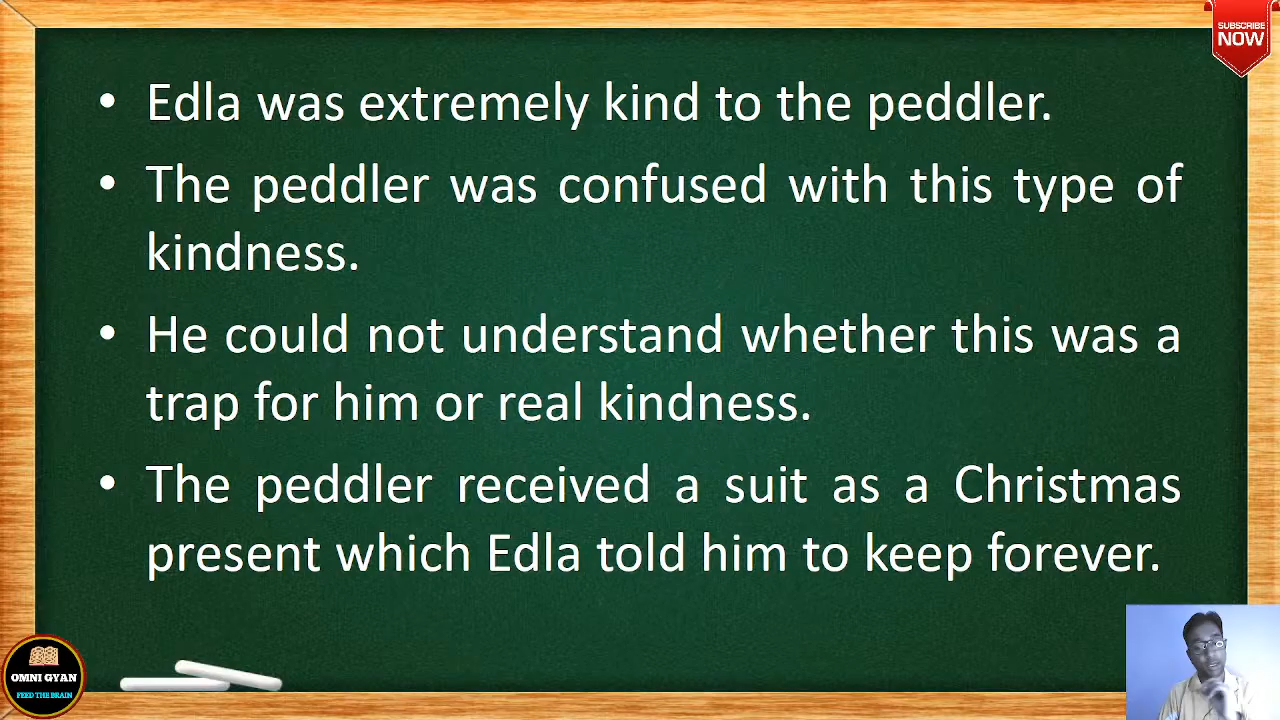 SUBSCRIBE
NOW
• Edla was extremely kind to the peddler.
• The peddler was confused with this type of
kindness.
• He could not understand whether this was a
trap for him or real kindness.
• The peddler received a suit as a Christmas
present which Edla told him to keep forever.
OMNI GYAN
FEED THE BRAIN